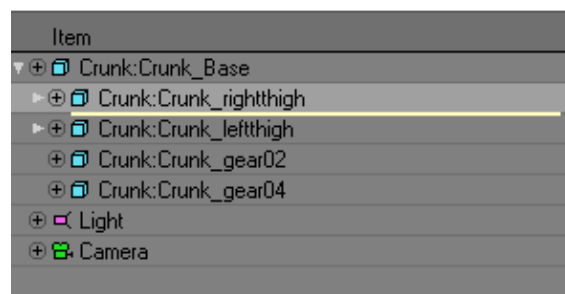 Item
Crunk:Crunk_Base
Crunk:Crunk_rightthigh
Crunk:Crunk_leftthigh
Crunk:Crunk_gear02
Crunk:Crunk_gear04
Light
Camera